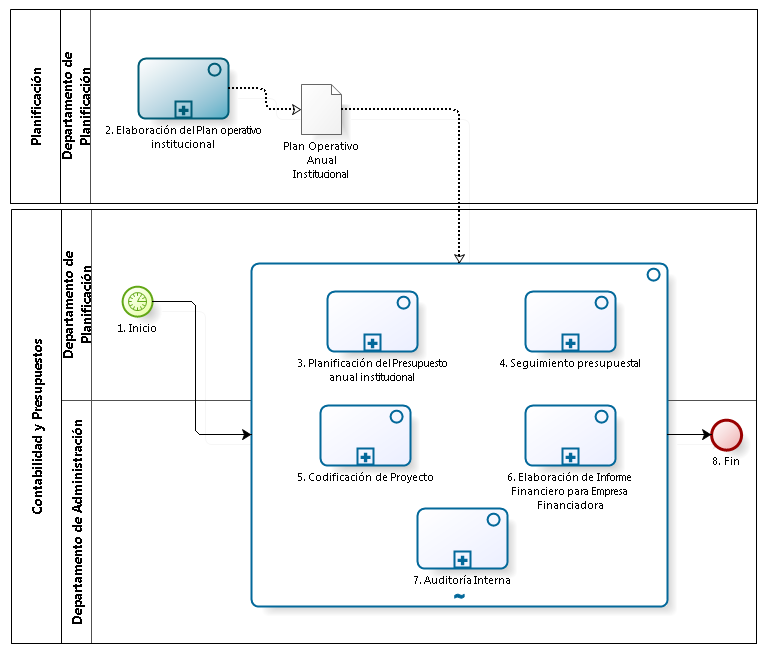 Planificación
Departamento de
Planificación
2. Elaboración del Plan operativo
institucional
Plan Operativo
Anual
Institucional
Contabilidad y Presupuestos
Departamento de
Planificación
1. Inicio
3. Planificación del Presupuesto
anual institucional
4. Seguimiento presupuestal
Departamento de Administración
5. Codificación de Proyecto
6. Elaboración de Informe
Financiero para Empresa
Financiadora
7. Auditoría Interna
8. Fin